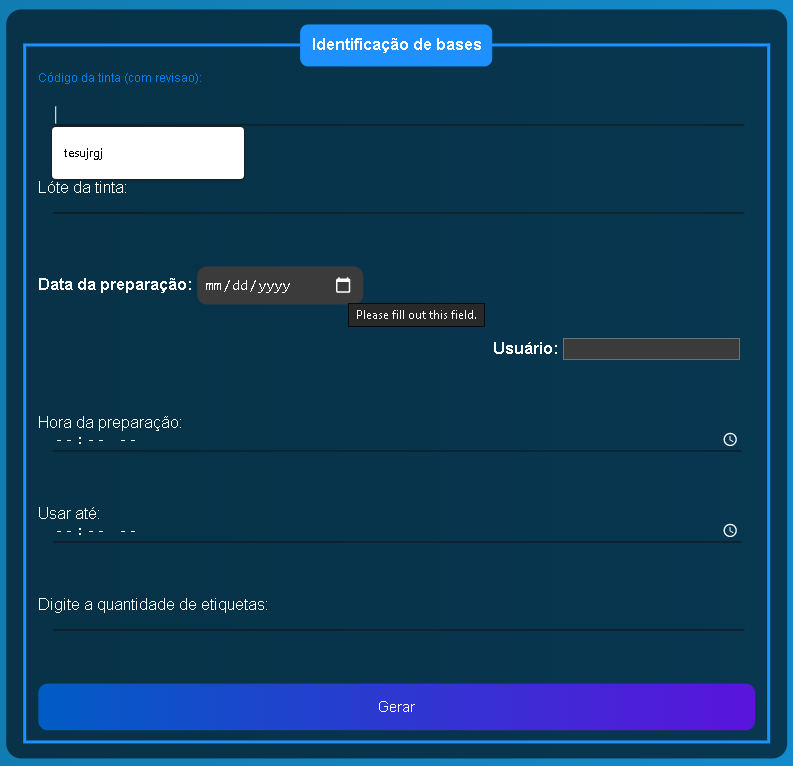 Identificação de bases
Código da tinta (com revisao):
tesujrgj
Lóte da tinta:
Data da preparação: mm/dd/yyyy
Please fill out this field.
Usuário:
Hora da preparação:
--:-- --
Usar até:
--:-- --
Digite a quantidade de etiquetas:
Gerar